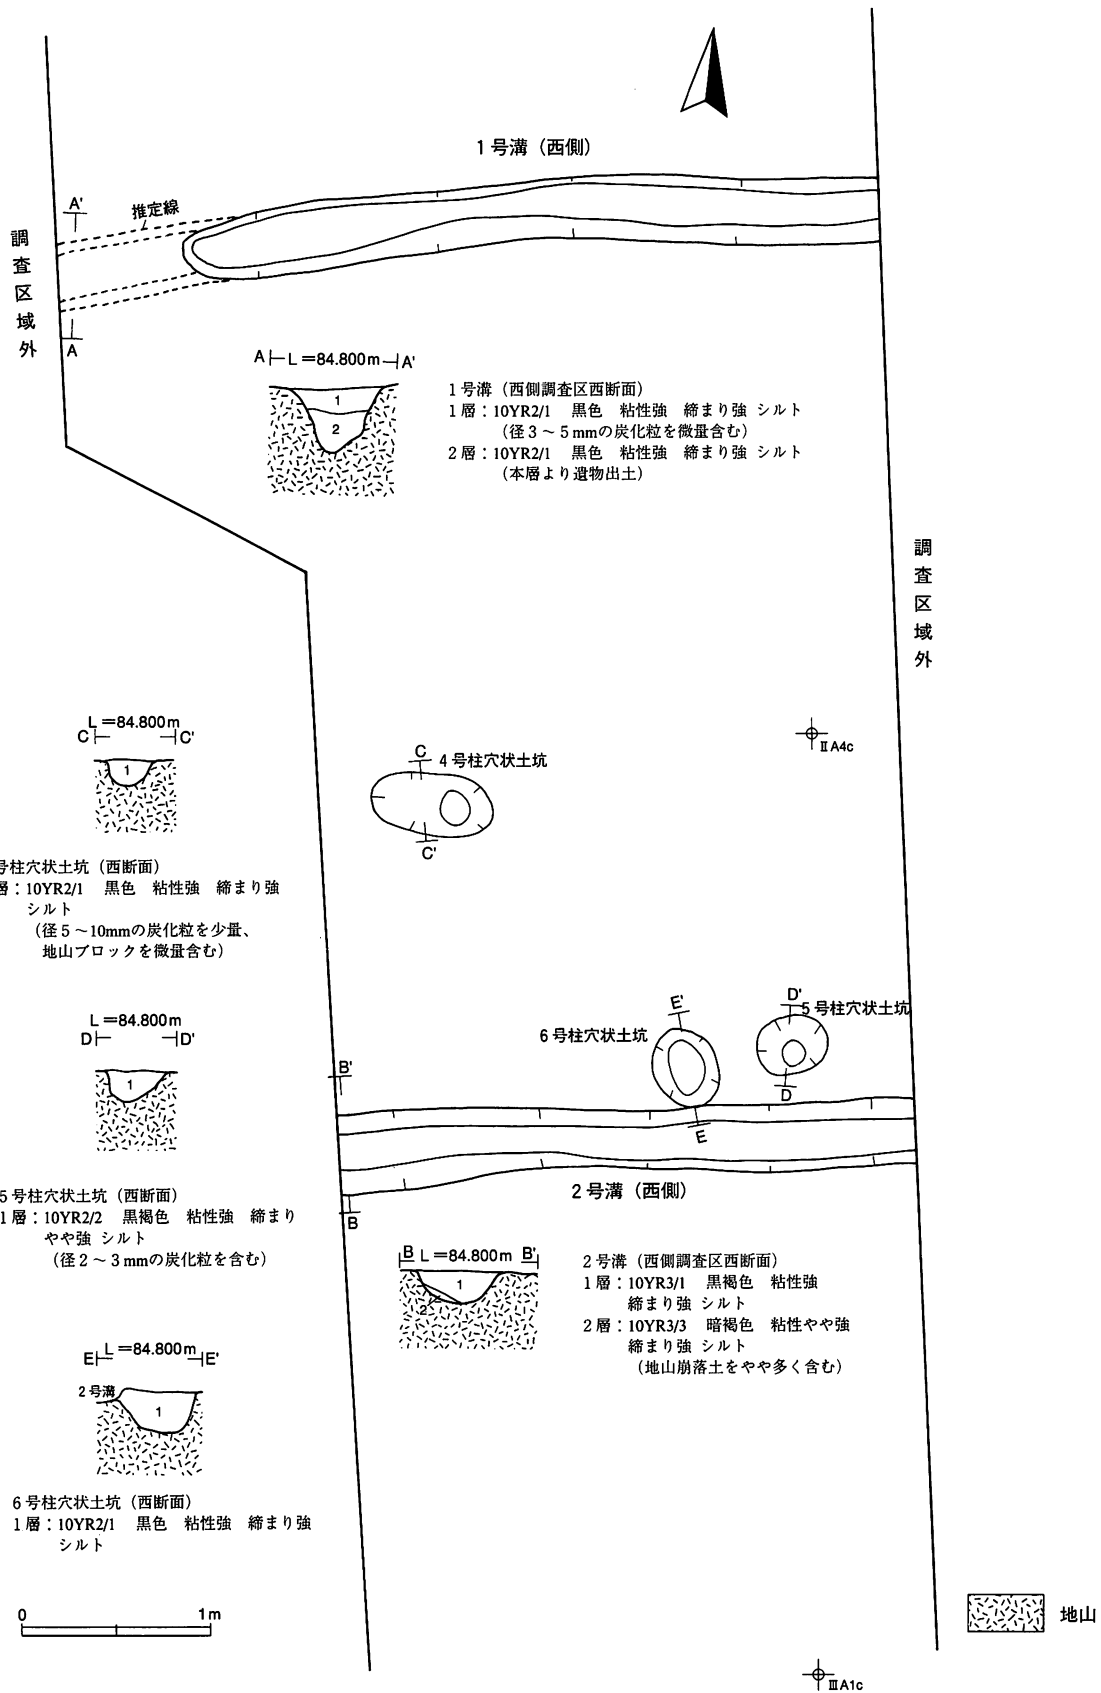 1号溝（西側）
A'
推定線
調査区域外
A
A L＝84.800m A'
1
2
1号溝（西側調査区西断面）
1層：10YR2/1　黒色　粘性強　締まり強 シルト
（径3～5mmの炭化粒を微量含む）
2層：10YR2/1　黒色　粘性強　締まり強 シルト
（本層より遺物出土）
調査区域外
L＝84.800m
C C'
1
号柱穴状土坑（西断面）
層：10YR2/1　黒色　粘性強　締まり強
シルト
（径5～10mmの炭化粒を少量、
地山ブロックを微量含む）
ⅡA4c
C
4号柱穴状土坑
C'
L＝84.800m
D D'
1
5号柱穴状土坑（西断面）
1層：10YR2/2　黒褐色　粘性強　締まり
やや強 シルト
（径2～3mmの炭化粒を含む）
E'
6号柱穴状土坑
D'
5号柱穴状土坑
D
E
B'
B
2号溝（西側）
B L＝84.800m B'
1
2
2号溝（西側調査区西断面）
1層：10YR3/1　黒褐色　粘性強
締まり強 シルト
2層：10YR3/3　暗褐色　粘性やや強
締まり強 シルト
（地山崩落土をやや多く含む）
L＝84.800m
E E'
2号溝
1
6号柱穴状土坑（西断面）
1層：10YR2/1　黒色　粘性強　締まり強
シルト
0 1m
地山
ⅢA1c